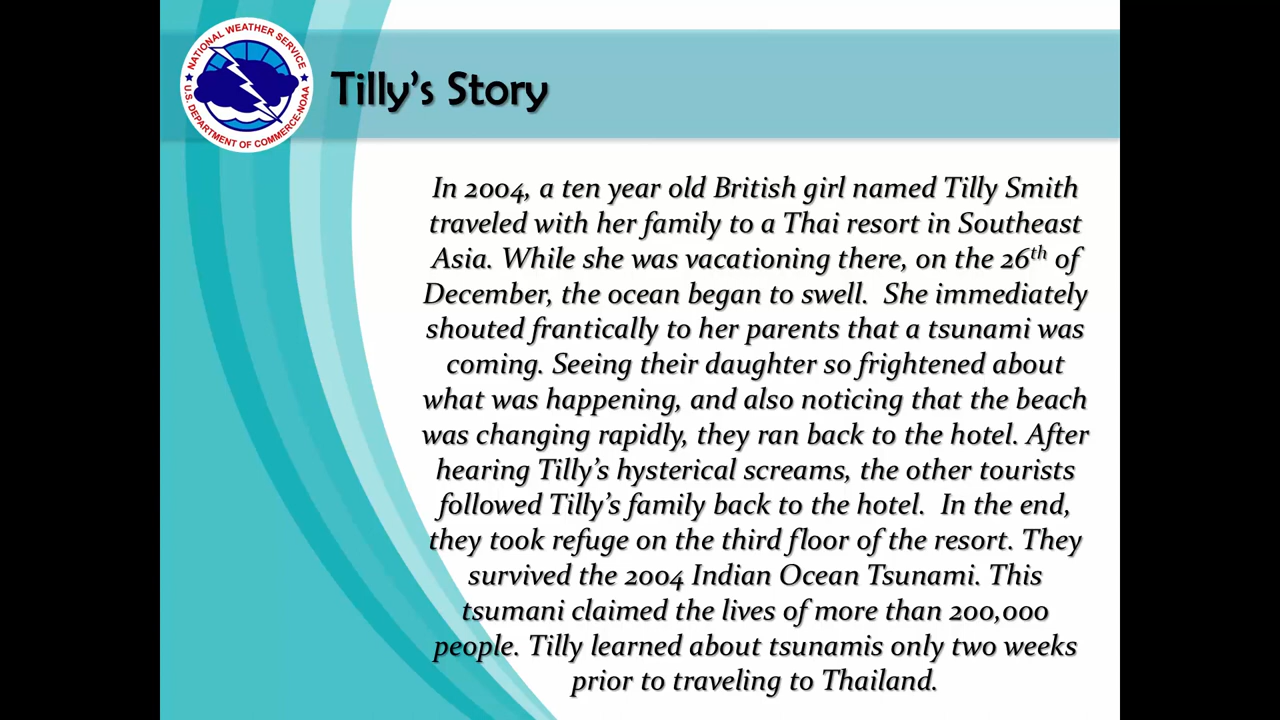 NATIONAL WEATHER SERVICE
U.S. DEPARTMENT OF COMMERCE-NOAA
Tilly's Story
In 2004, a ten year old British girl named Tilly Smith
traveled with her family to a Thai resort in Southeast
Asia. While she was vacationing there, on the 26th of
December, the ocean began to swell.  She immediately
shouted frantically to her parents that a tsunami was
coming. Seeing their daughter so frightened about
what was happening, and also noticing that the beach
was changing rapidly, they ran back to the hotel. After
hearing Tilly's hysterical screams, the other tourists
followed Tilly's family back to the hotel.  In the end,
they took refuge on the third floor of the resort. They
survived the 2004 Indian Ocean Tsunami. This
tsumani claimed the lives of more than 200,000
people. Tilly learned about tsunamis only two weeks
prior to traveling to Thailand.